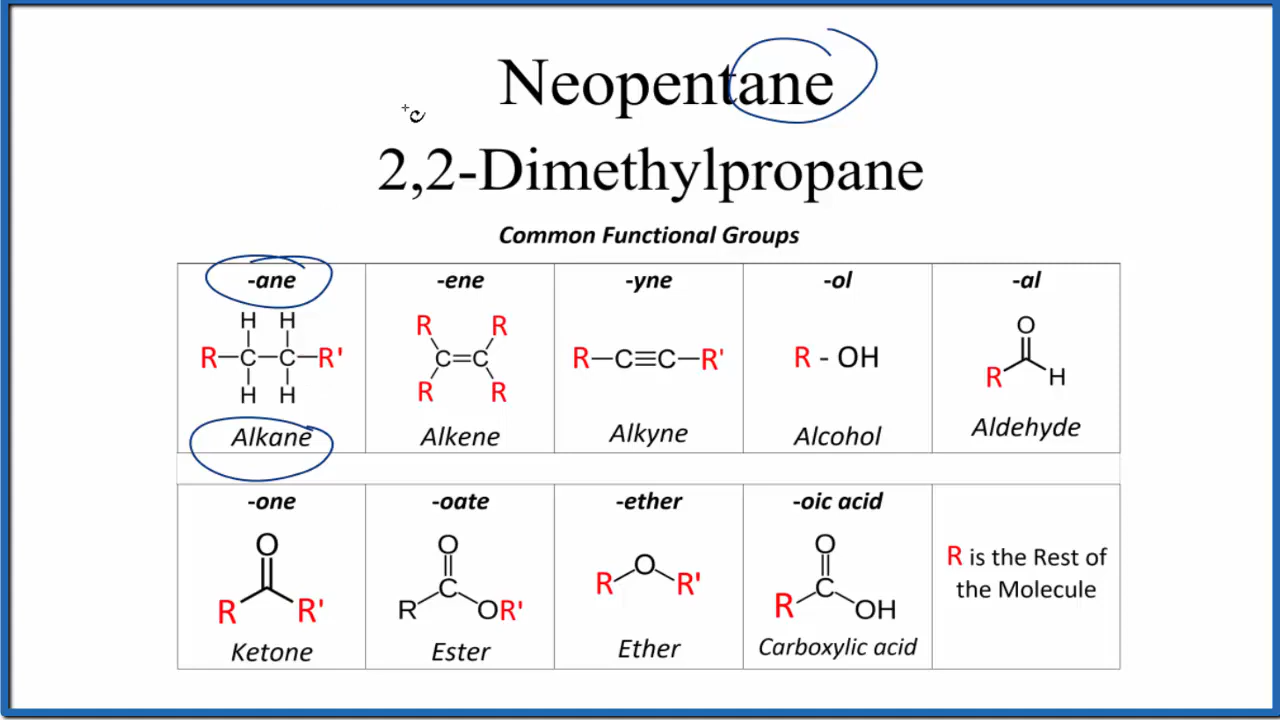 Neopentane
2,2-Dimethylpropane
Common Functional Groups
-ane -ene -yne -ol -al
H H
R-C-C-R'
H H
R R
C=C
R R
R-C≡C-R'
R - OH
O
R H
Alkane Alkene Alkyne Alcohol Aldehyde
-one -oate -ether -oic acid
O
R R'
O
C
R OR'
O
R R'
O
C
R OH
R is the Rest of
the Molecule
Ketone Ester Ether Carboxylic acid